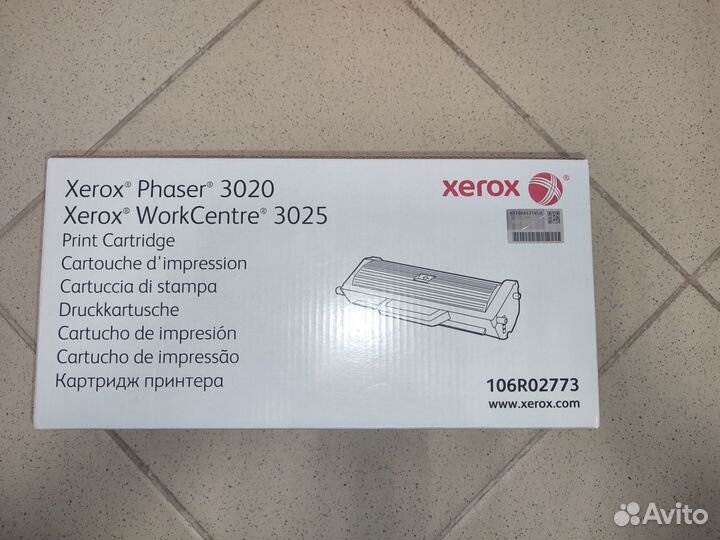 Xerox® Phaser® 3020
Xerox® WorkCentre® 3025
Print Cartridge
Cartouche d'impression
Cartuccia di stampa
Druckkartusche
Cartucho de impresión
Cartucho de impressão
Картридж принтера
xerox
106R02773
www.xerox.com
Avito